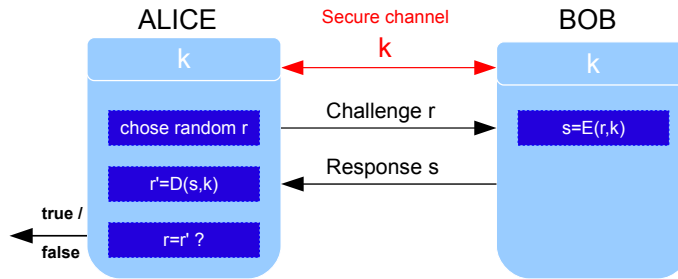 ALICE
Secure channel
BOB
k
k
k
chose random r
Challenge r
s=E(r,k)
r'=D(s,k)
Response s
true /
false
r=r' ?